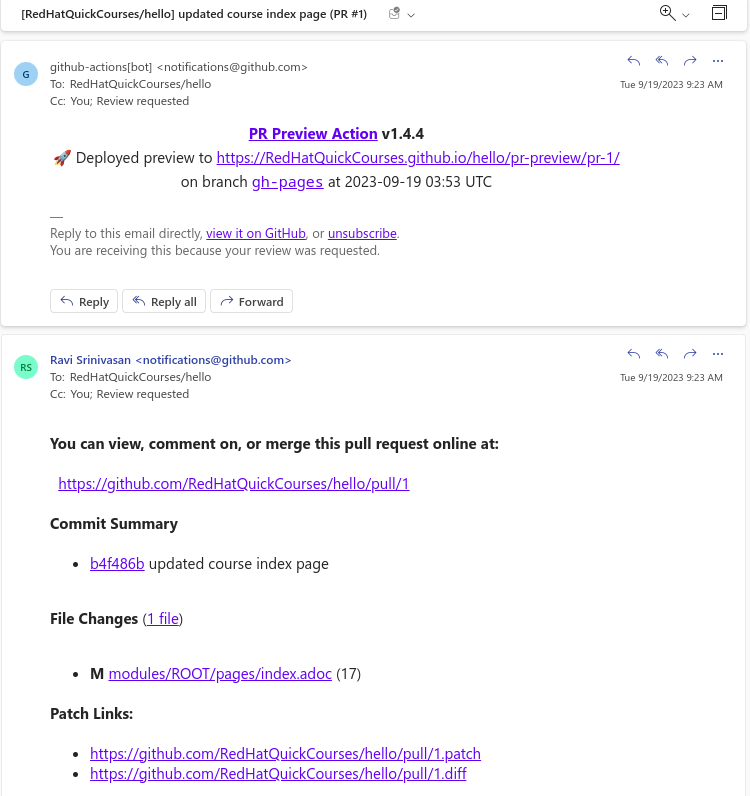 [RedHatQuickCourses/hello] updated course index page (PR #1)
G
github-actions[bot] <notifications@github.com>
To: RedHatQuickCourses/hello
Cc: You; Review requested
Tue 9/19/2023 9:23 AM
PR Preview Action v1.4.4
🚀 Deployed preview to https://RedHatQuickCourses.github.io/hello/pr-preview/pr-1/
on branch gh-pages at 2023-09-19 03:53 UTC
—
Reply to this email directly, view it on GitHub, or unsubscribe.
You are receiving this because your review was requested.
Reply Reply all Forward
RS
Ravi Srinivasan <notifications@github.com>
To: RedHatQuickCourses/hello
Cc: You; Review requested
Tue 9/19/2023 9:23 AM
You can view, comment on, or merge this pull request online at:
https://github.com/RedHatQuickCourses/hello/pull/1
Commit Summary
• b4f486b updated course index page
File Changes (1 file)
• M modules/ROOT/pages/index.adoc (17)
Patch Links:
• https://github.com/RedHatQuickCourses/hello/pull/1.patch
• https://github.com/RedHatQuickCourses/hello/pull/1.diff